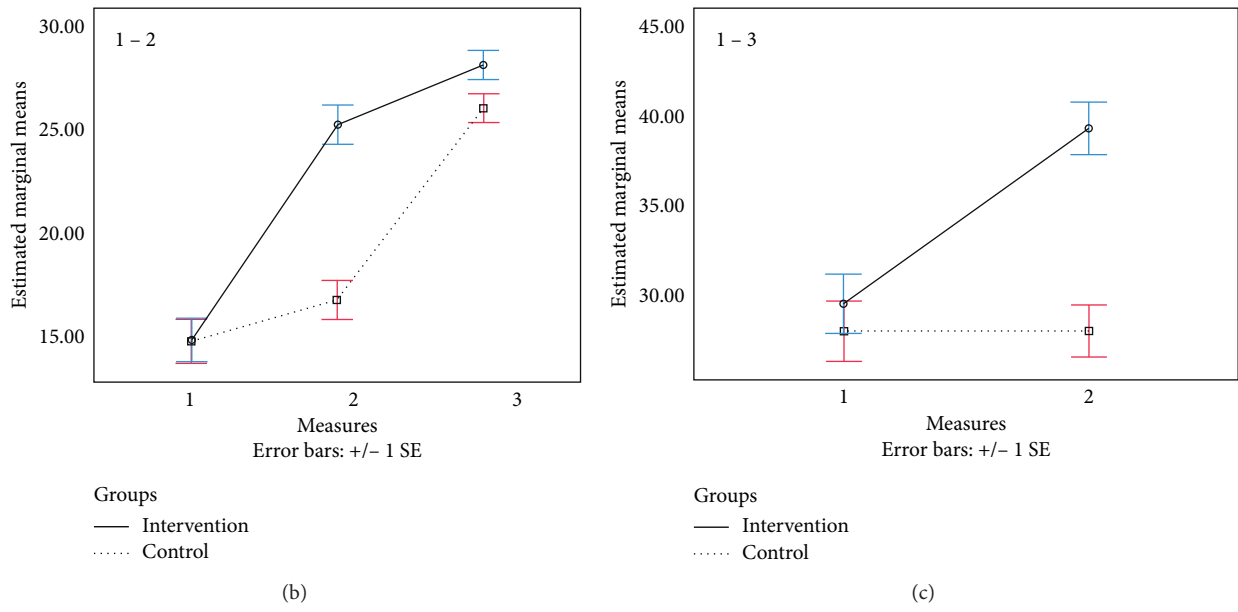 30.00
1 – 2
25.00
20.00
15.00
Estimated marginal means
1 2 3
Measures
Error bars: +/– 1 SE
Groups
Intervention
Control
(b)
45.00
1 – 3
40.00
35.00
30.00
Estimated marginal means
1 2
Measures
Error bars: +/– 1 SE
Groups
Intervention
Control
(c)